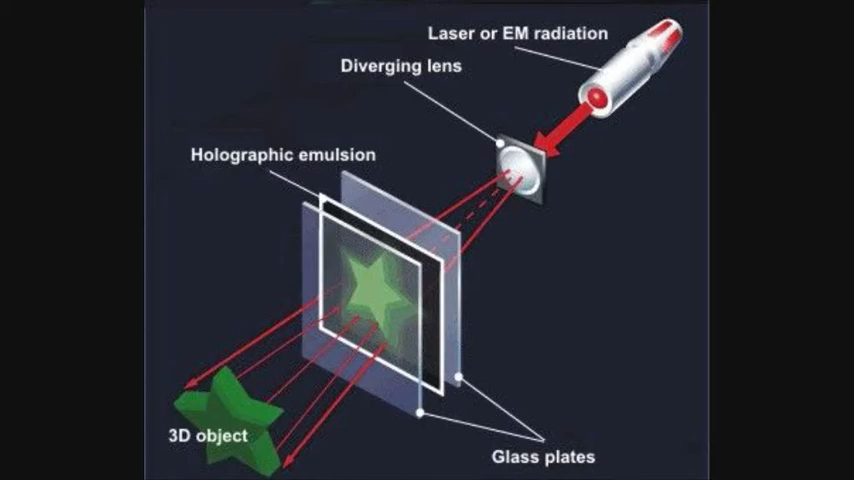 Laser or EM radiation
Diverging lens
Holographic emulsion
3D object
Glass plates